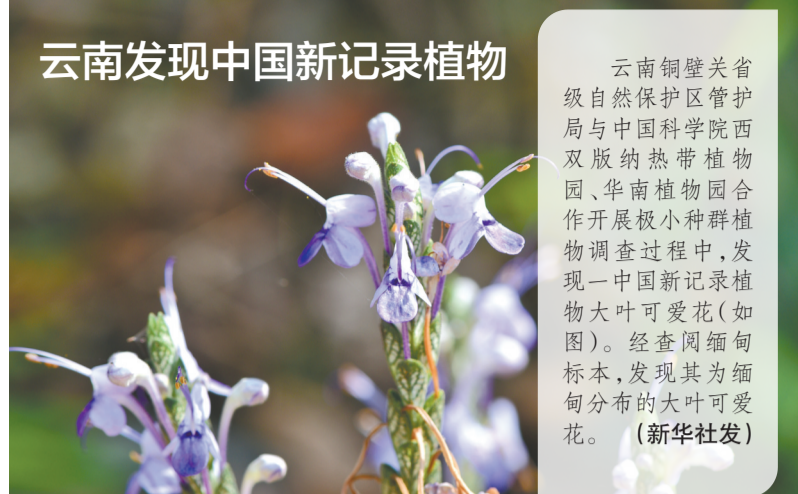 云南发现中国新记录植物
云南铜壁关省
级自然保护区管护
局与中国科学院西
双版纳热带植物
园、华南植物园合
作开展极小种群植
物调查过程中,发
现一中国新记录植
物大叶可爱花(如
图)。经查阅缅甸
标本,发现其为缅
甸分布的大叶可爱
花。 (新华社发)